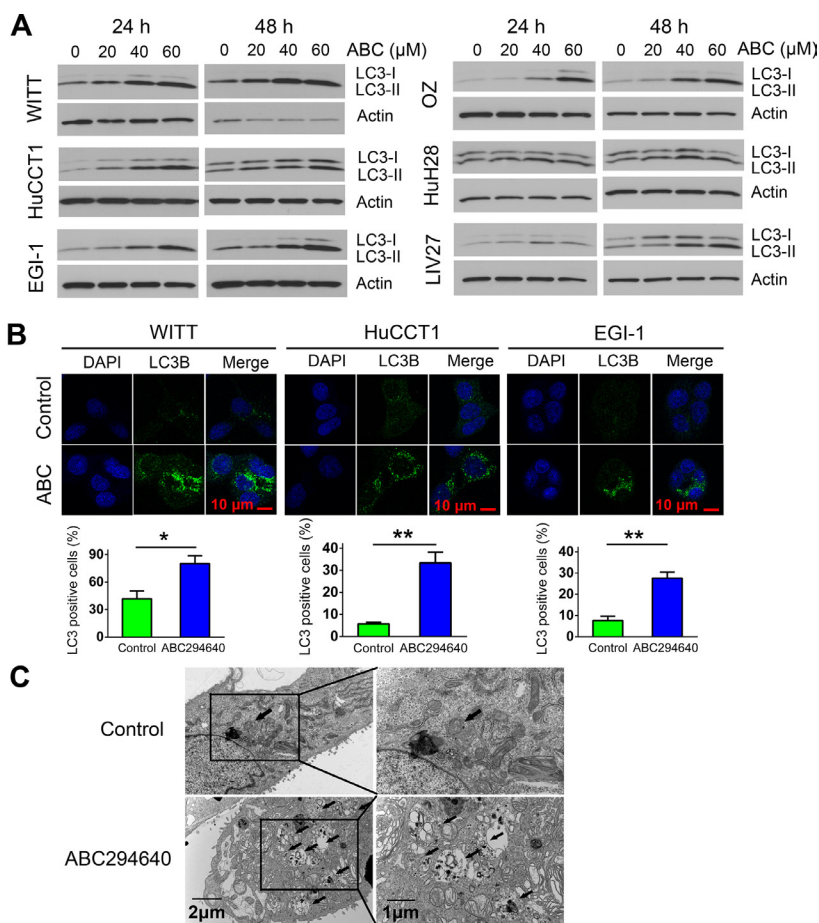 A
24 h 48 h
0 20 40 60 0 20 40 60 ABC (µM)
WITT
LC3-I
LC3-II
Actin
HuCCT1
LC3-I
LC3-II
Actin
EGI-1
LC3-I
LC3-II
Actin
24 h 48 h
0 20 40 60 0 20 40 60 ABC (µM)
OZ
LC3-I
LC3-II
Actin
HuH28
LC3-I
LC3-II
Actin
LIV27
LC3-I
LC3-II
Actin
B
WITT HuCCT1 EGI-1
DAPI LC3B Merge DAPI LC3B Merge DAPI LC3B Merge
Control
ABC
10 µm 10 µm 10 µm
LC3 positive cells (%)
90
60
30
0
*
Control ABC294640
LC3 positive cells (%)
40
30
20
10
0
**
Control ABC294640
LC3 positive cells (%)
40
30
20
10
0
**
Control ABC294640
C
Control
ABC294640
2µm 1µm